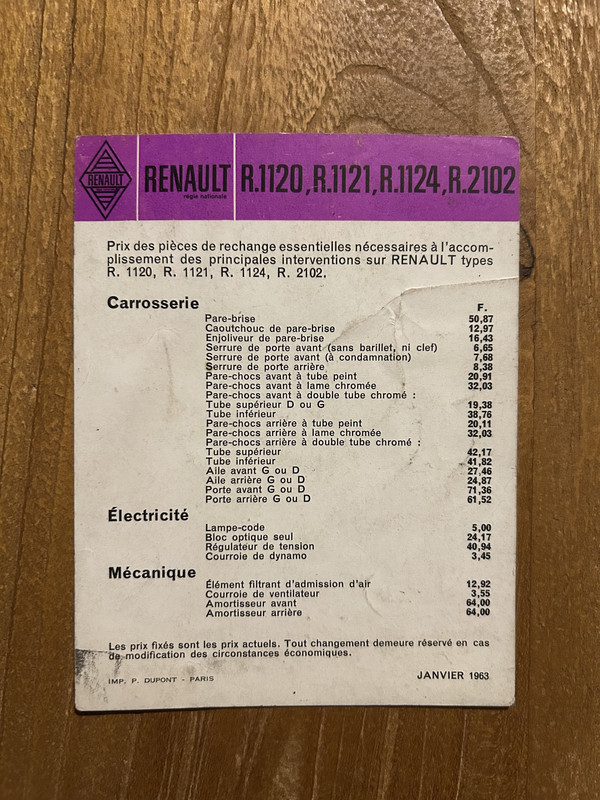 RENAULT
RENAULT
régie nationale
R.1120, R.1121, R.1124, R.2102
Prix des pièces de rechange essentielles nécessaires à l'accom-
plissement des principales interventions sur RENAULT types
R. 1120, R. 1121, R. 1124, R. 2102.
Carrosserie
F.
Pare-brise 50,87
Caoutchouc de pare-brise 12,97
Enjoliveur de pare-brise 16,43
Serrure de porte avant (sans barillet, ni clef) 6,65
Serrure de porte avant (à condamnation) 7,68
Serrure de porte arrière 8,38
Pare-chocs avant à tube peint 20,91
Pare-chocs avant à lame chromée 32,03
Pare-chocs avant à double tube chromé :
Tube supérieur D ou G 19,38
Tube inférieur 38,76
Pare-chocs arrière à tube peint 20,11
Pare-chocs arrière à lame chromée 32,03
Pare-chocs arrière à double tube chromé :
Tube supérieur 42,17
Tube inférieur 41,82
Aile avant G ou D 27,46
Aile arrière G ou D 24,87
Porte avant G ou D 71,36
Porte arrière G ou D 61,52
Électricité
Lampe-code 5,00
Bloc optique seul 24,17
Régulateur de tension 40,94
Courroie de dynamo 3,45
Mécanique
Élément filtrant d'admission d'air 12,92
Courroie de ventilateur 3,55
Amortisseur avant 64,00
Amortisseur arrière 64,00
Les prix fixés sont les prix actuels. Tout changement demeure réservé en cas
de modification des circonstances économiques.
IMP. P. DUPONT - PARIS
JANVIER 1963